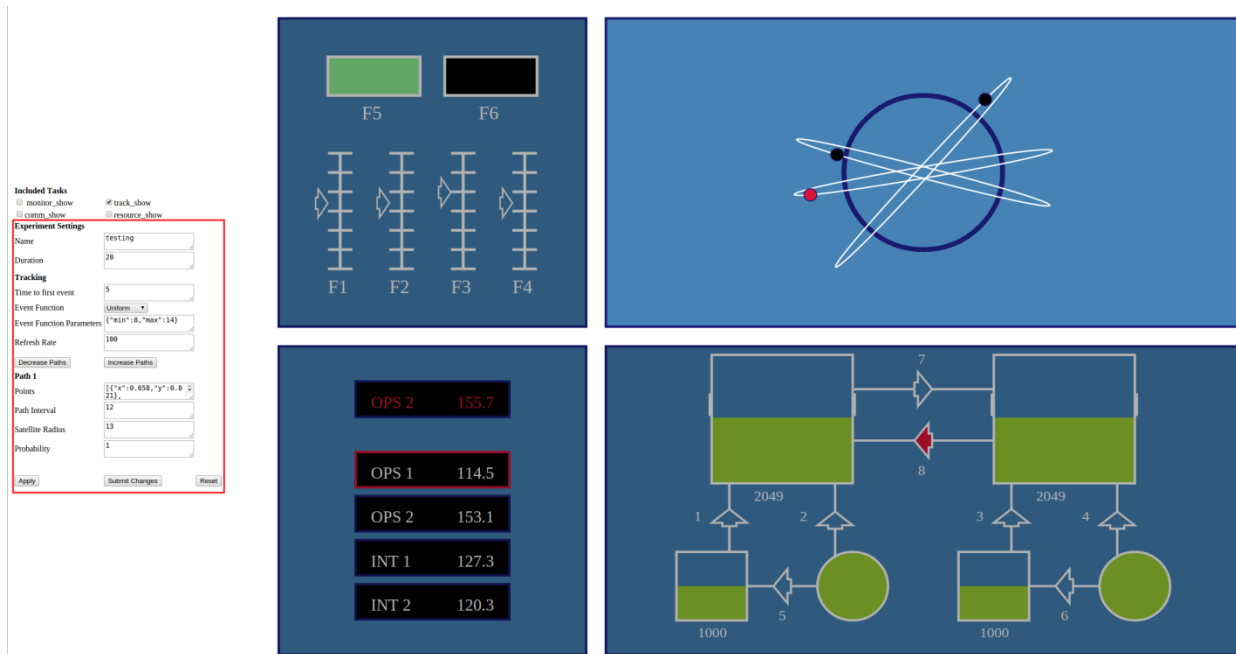 Included Tasks
monitor_show track_show
comm_show resource_show
Experiment Settings
Name testing
Duration 20
Tracking
Time to first event 5
Event Function Uniform
Event Function Parameters {"min":8,"max":14}
Refresh Rate 100
Decrease Paths Increase Paths
Path 1
Points [{"x":0.658,"y":0.8
21},
Path Interval 12
Satellite Radius 13
Probability 1
Apply Submit Changes Reset
F5 F6
F1 F2 F3 F4
OPS 2 155.7
OPS 1 114.5
OPS 2 153.1
INT 1 127.3
INT 2 120.3
7
8
2049 2049
1 2 3 4
5 6
1000 1000